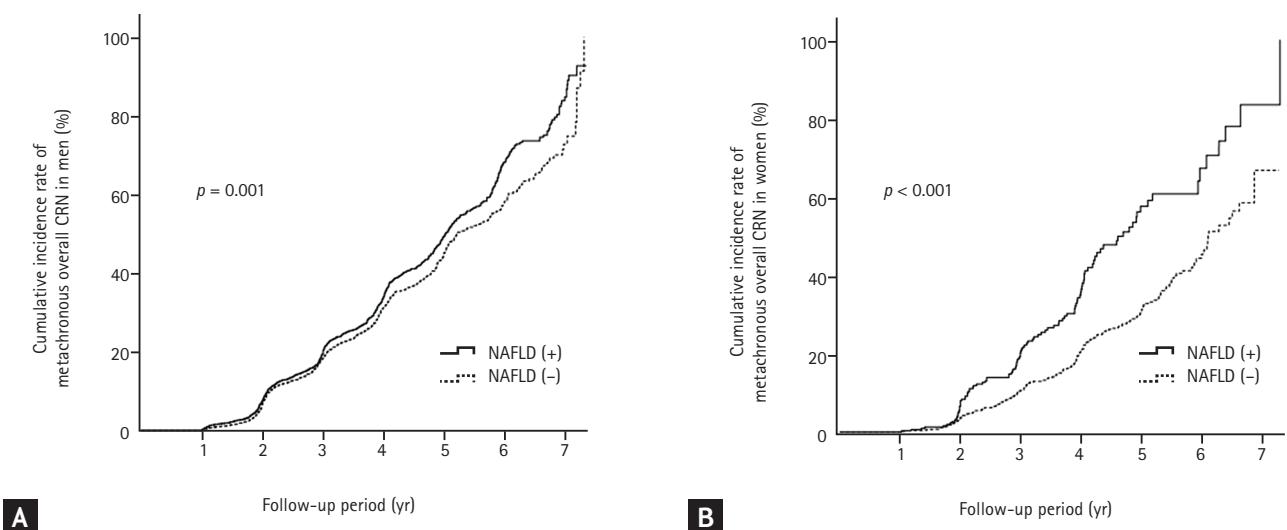 Cumulative incidence rate of
metachronous overall CRN in men (%)
100
80
60
40
20
0
p = 0.001
NAFLD (+)
NAFLD (−)
1 2 3 4 5 6 7
Follow-up period (yr)
A
Cumulative incidence rate of
metachronous overall CRN in women (%)
100
80
60
40
20
0
p < 0.001
NAFLD (+)
NAFLD (−)
1 2 3 4 5 6 7
Follow-up period (yr)
B